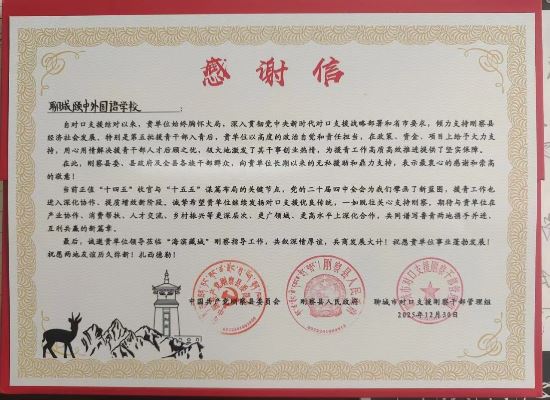 感谢信
聊城颐中外国语学校：
自对口支援结对以来，贵单位始终胸怀大局，深入贯彻党中央新时代对口支援战略部署和省市要求，倾力支持刚察县
经济社会发展。特别是第五批援青干部入青后，贵单位以高度的政治自觉和责任担当，在政策、资金、项目上给予大力支
持，用心用情解决援青干部人才后顾之忧，极大地激发了其干事创业热情，为援青工作高质高效推进提供了坚实保障。
在此，刚察县委、县政府及全县各族干部群众，向贵单位长期以来的无私援助和鼎力支持，表示最衷心的感谢和崇高
的敬意！
当前正值“十四五”收官与“十五五”谋篇布局的关键节点，党的二十届四中全会为我们擘画了新蓝图，援青工作也
进入深化协作、提质增效新阶段。诚挚希望贵单位继续发扬对口支援优良传统，一如既往关心支持刚察，期待与贵单位在
产业协作、消费帮扶、人才交流、乡村振兴等更深层次、更广领域、更高水平上深化合作，共同谱写鲁青两地携手并进、
互利共赢的新篇章。
最后，诚邀贵单位领导莅临“海滨藏城”刚察指导工作，共叙深情厚谊，共商发展大计！祝愿贵单位事业蓬勃发展！
祝愿两地友谊历久弥新！扎西德勒！
中国共产党刚察县委员会 刚察县人民政府 聊城市对口支援刚察干部管理组
2025年12月30日